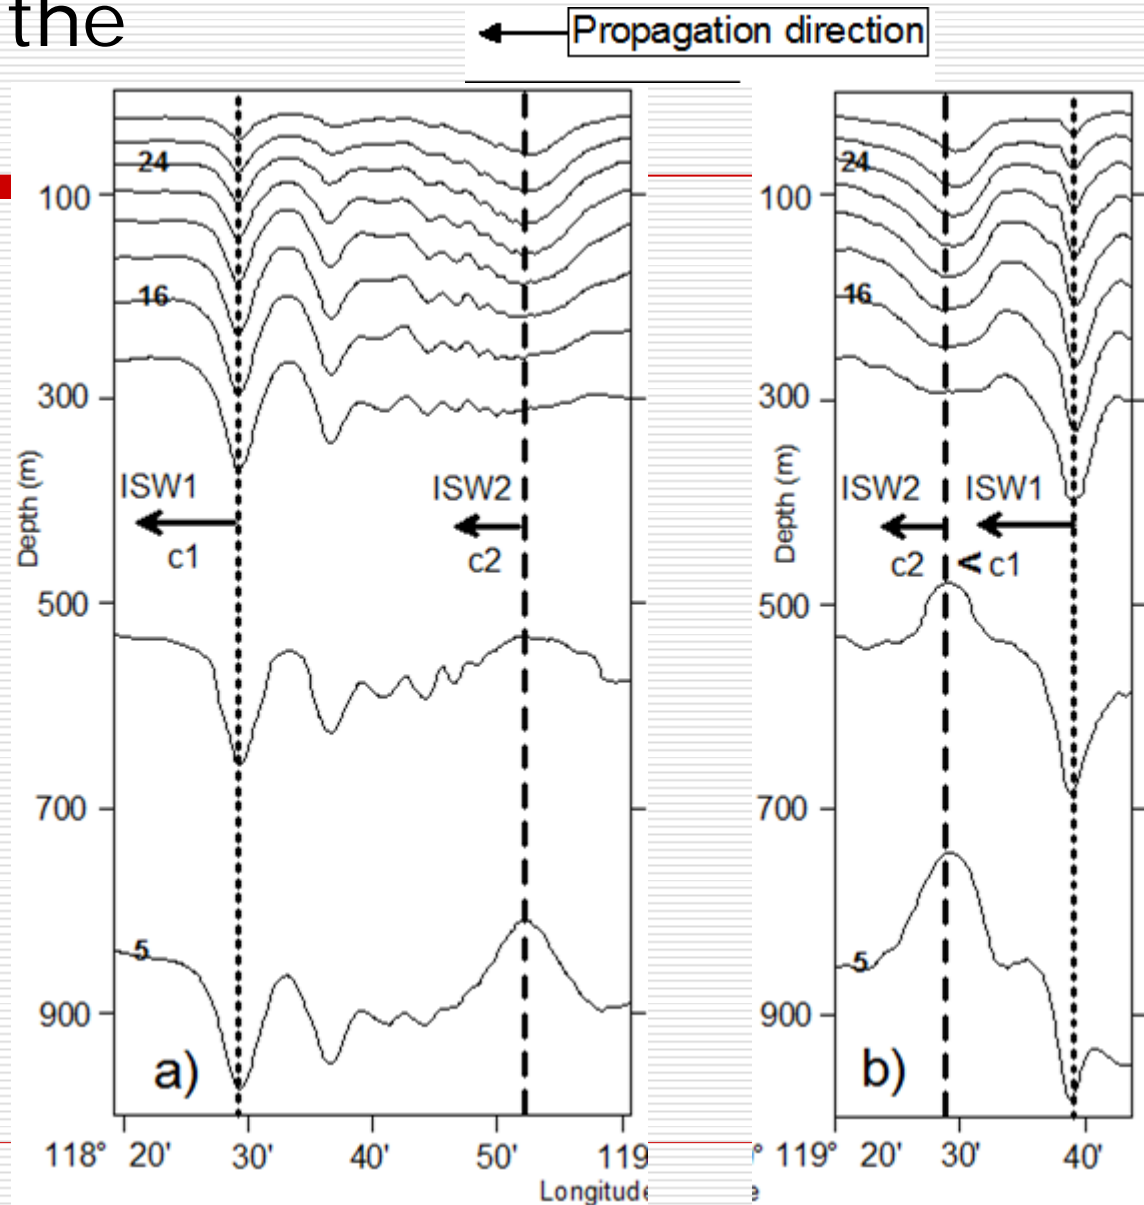 the
Propagation direction
24
16
5
100
300
500
700
900
Depth (m)
ISW1
c1
ISW2
c2
a)
118° 20' 30' 40' 50' 119
Longitude
24
16
5
100
300
500
700
900
Depth (m)
ISW2 ISW1
c2 < c1
b)
° 119° 20' 30' 40'
e